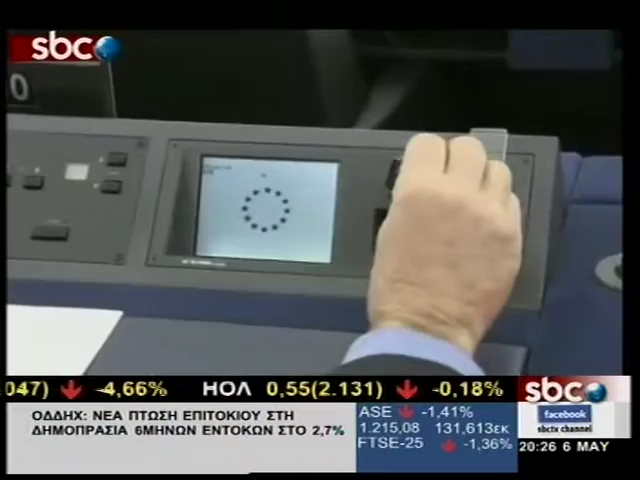 sbc
0
047) -4,66% ΗΟΛ 0,55(2.131) -0,18%
sbc
ΟΔΔΗΧ: ΝΕΑ ΠΤΩΣΗ ΕΠΙΤΟΚΙΟΥ ΣΤΗ
ΔΗΜΟΠΡΑΣΙΑ 6ΜΗΝΩΝ ΕΝΤΟΚΩΝ ΣΤΟ 2,7%
ASE -1,41%
1.215,08 131,613εκ
FTSE-25 -1,36%
facebook
sbctv channel
20:26 6 MAY